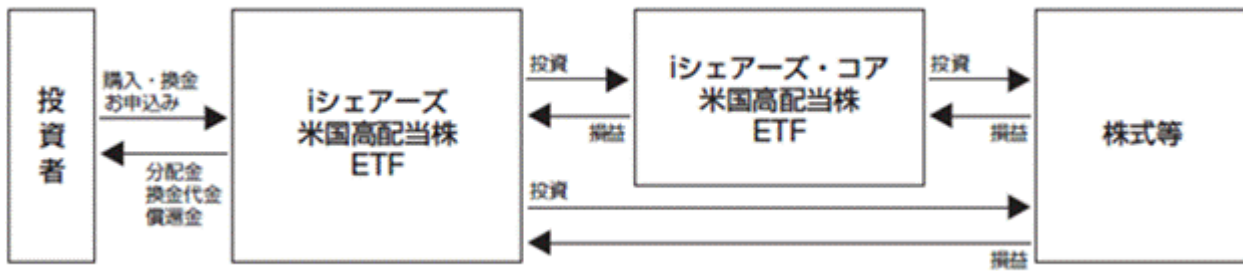 投資者
購入・換金
お申込み
分配金
換金代金
償還金
iシェアーズ
米国高配当株
ETF
投資
損益
iシェアーズ・コア
米国高配当株
ETF
投資
損益
投資
損益
株式等